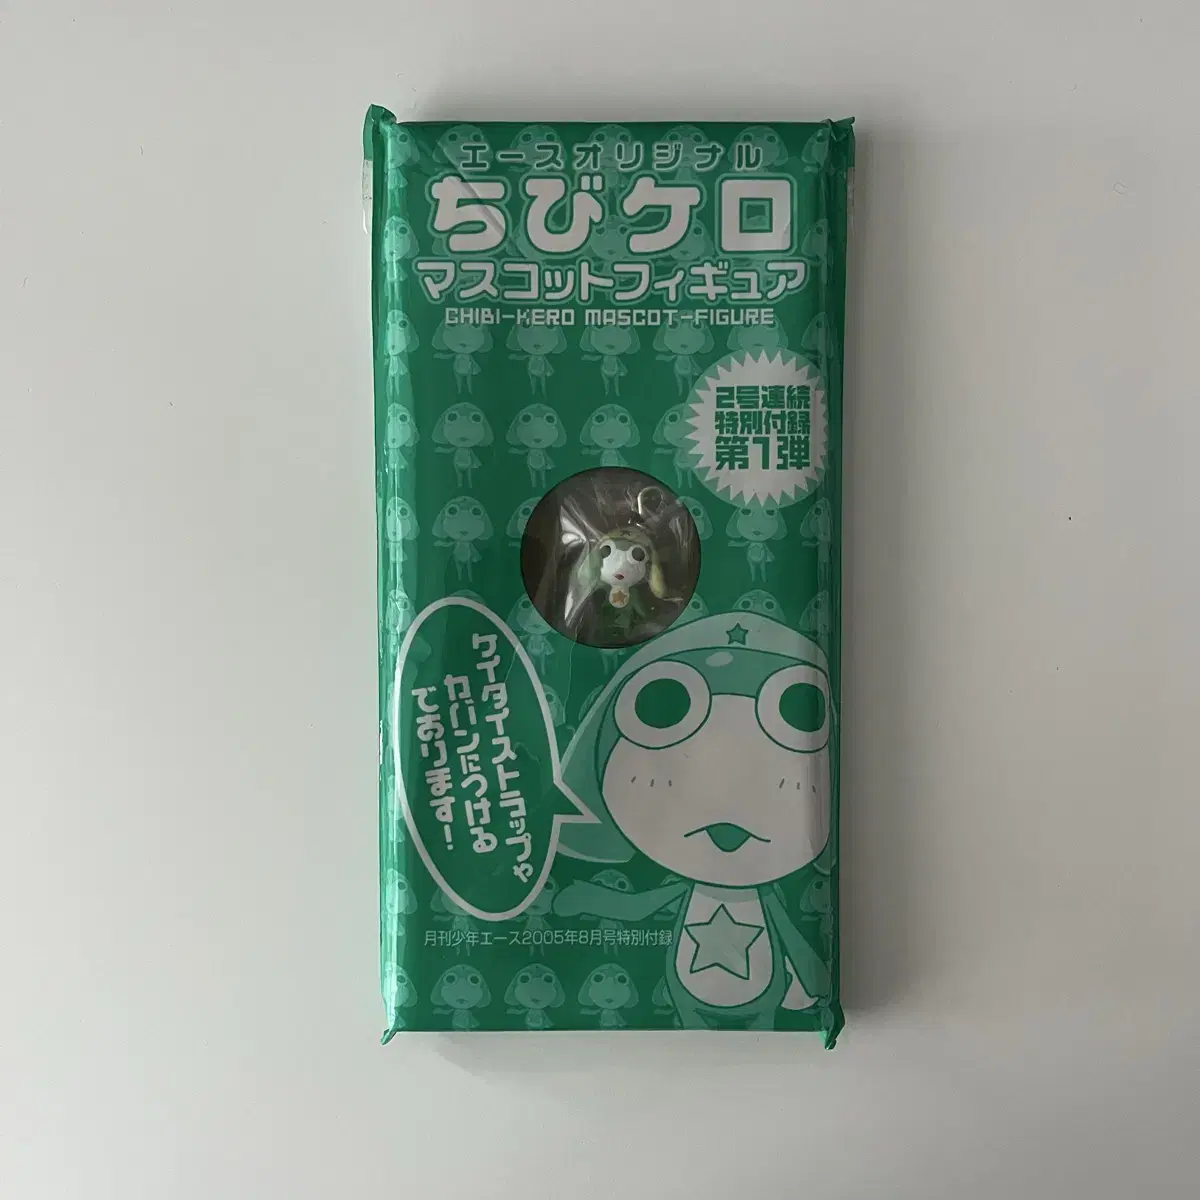 エースオリジナル
ちびケロ
マスコットフィギュア
CHIBI-KERO MASCOT-FIGURE
2号連続
特別付録
第1弾
ケイタイストラップや
カバンにつける
であります!
月刊少年エース2005年8月号特別付録